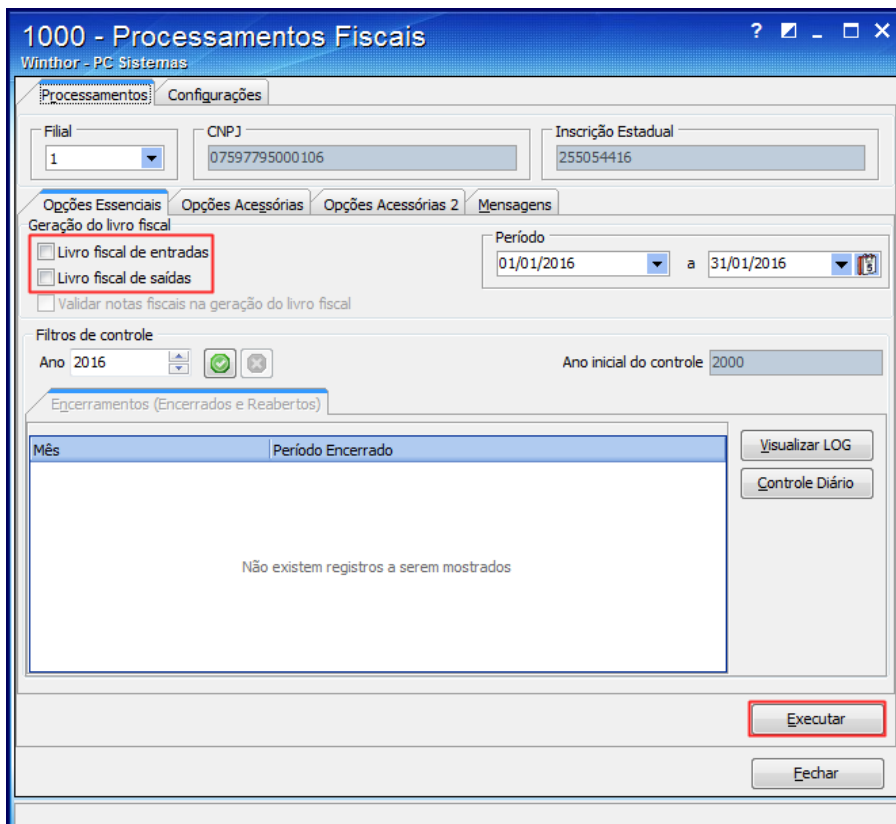 1000 - Processamentos Fiscais
Winthor - PC Sistemas
Processamentos Configurações
Filial CNPJ Inscrição Estadual
1 07597795000106 255054416
Opções Essenciais Opções Acessórias Opções Acessórias 2 Mensagens
Geração do livro fiscal
Período
Livro fiscal de entradas
01/01/2016 a 31/01/2016
Livro fiscal de saídas
Validar notas fiscais na geração do livro fiscal
Filtros de controle
Ano 2016 Ano inicial do controle 2000
Encerramentos (Encerrados e Reabertos)
Mês Período Encerrado
Visualizar LOG
Controle Diário
Não existem registros a serem mostrados
Executar
Fechar